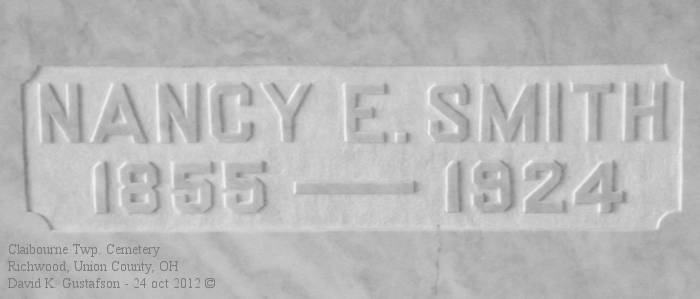 NANCY E. SMITH
1855 — 1924
Claibourne Twp. Cemetery
Richwood, Union County, OH
David K. Gustafson - 24 oct 2012 ©